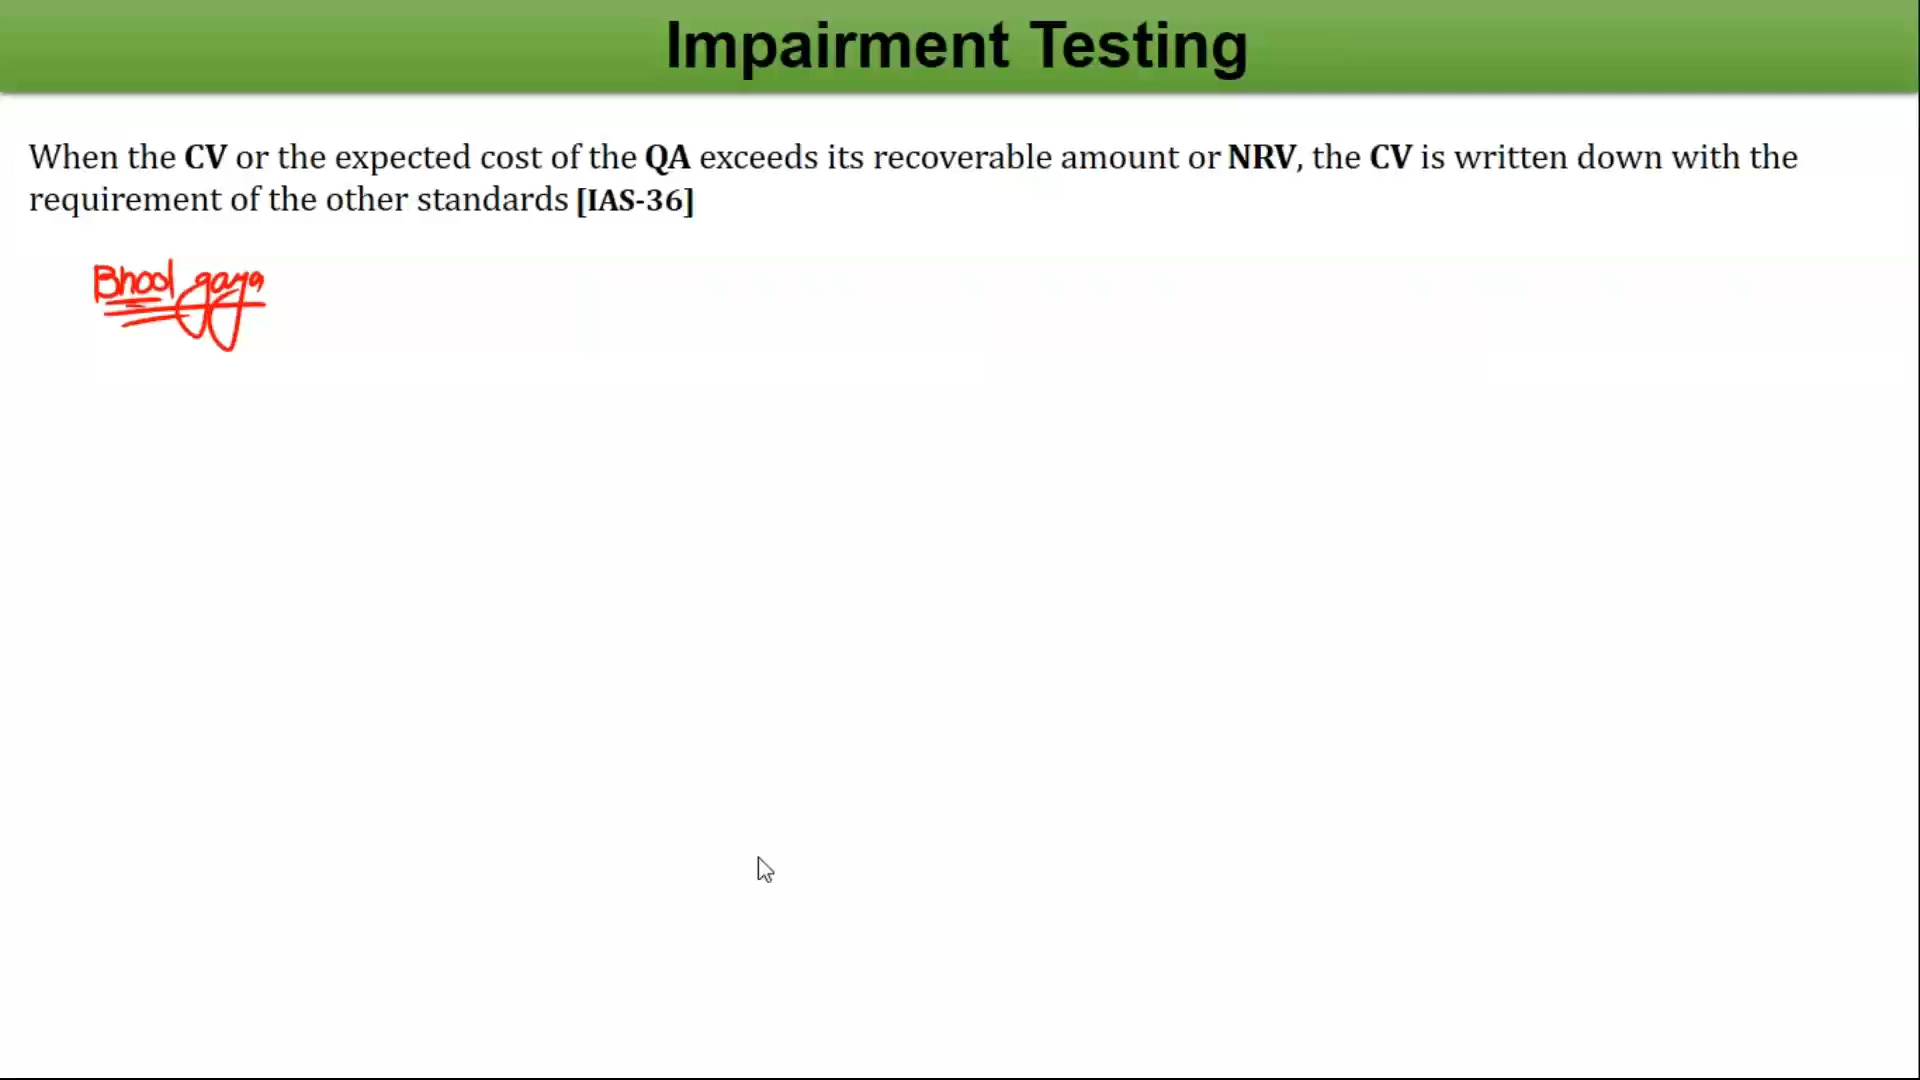 Impairment Testing
When the CV or the expected cost of the QA exceeds its recoverable amount or NRV, the CV is written down with the
requirement of the other standards [IAS-36]
Bhool gaya